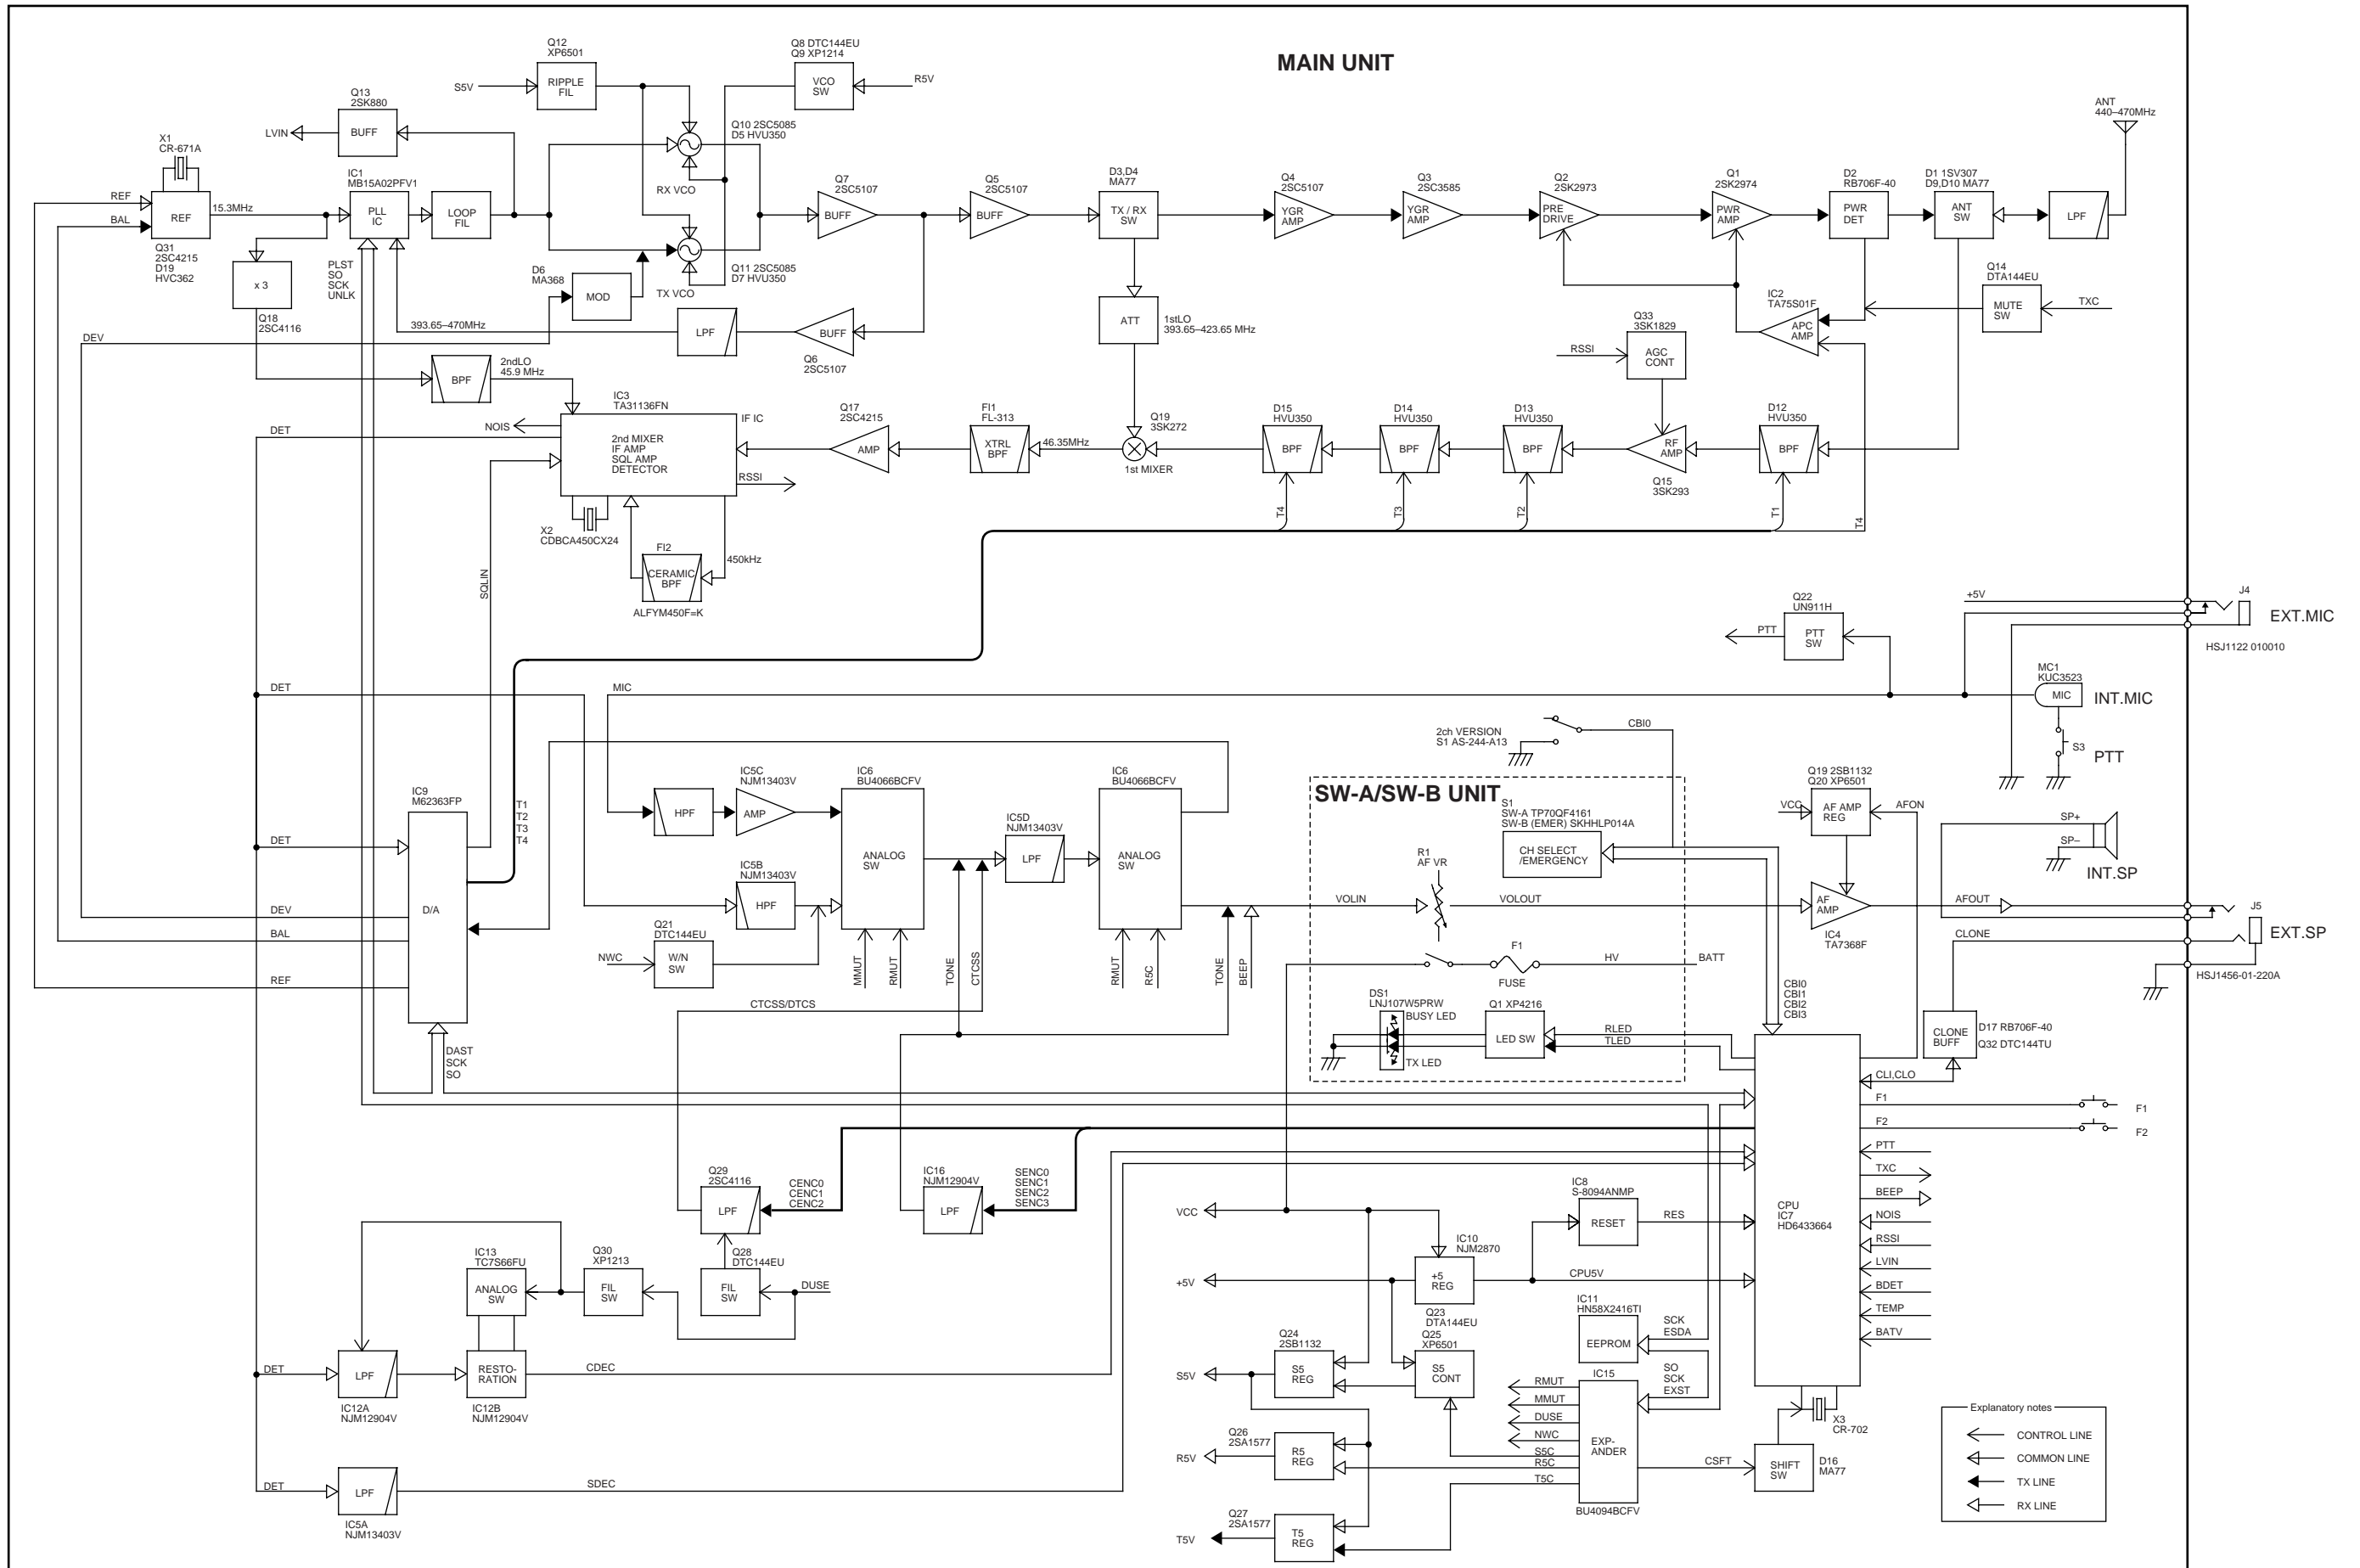 MAIN UNIT
Q12
XP6501
RIPPLE
FIL
S5V
Q8 DTC144EU
Q9 XP1214
VCO
SW
R5V
Q13
2SK880
BUFF
LVIN
X1
CR-671A
REF
BAL
REF
15.3MHz
Q31
2SC4215
D19
HVC362
IC1
MB15A02PFV1
PLL
IC
LOOP
FIL
PLST
SO
SCK
UNLK
x 3
Q18
2SC4116
Q10 2SC5085
D5 HVU350
RX VCO
Q11 2SC5085
D7 HVU350
TX VCO
D6
MA368
MOD
Q7
2SC5107
BUFF
Q5
2SC5107
BUFF
D3,D4
MA77
TX / RX
SW
Q4
2SC5107
YGR
AMP
Q3
2SC3585
YGR
AMP
Q2
2SK2973
PRE
DRIVE
Q1
2SK2974
PWR
AMP
D2
RB706F-40
PWR
DET
D1 1SV307
D9,D10 MA77
ANT
SW
LPF
ANT
440–470MHz
Q14
DTA144EU
MUTE
SW
TXC
IC2
TA75S01F
APC
AMP
393.65–470MHz
LPF
BUFF
Q6
2SC5107
ATT
1stLO
393.65–423.65 MHz
Q33
3SK1829
RSSI
AGC
CONT
DEV
BPF
2ndLO
45.9 MHz
IC3
TA31136FN
IF IC
NOIS
2nd MIXER
IF AMP
SQL AMP
DETECTOR
RSSI
X2
CDBCA450CX24
FI2
CERAMIC
BPF
450kHz
ALFYM450F=K
Q17
2SC4215
AMP
FI1
FL-313
XTRL
BPF
46.35MHz
Q19
3SK272
1st MIXER
D15
HVU350
BPF
D14
HVU350
BPF
D13
HVU350
BPF
RF
AMP
Q15
3SK293
D12
HVU350
BPF
T4
T3
T2
T1
T4
DET
SQLIN
Q22
UN911H
PTT
PTT
SW
+5V
J4
EXT.MIC
HSJ1122 010010
MC1
KUC3523
MIC
INT.MIC
S3
PTT
DET
MIC
2ch VERSION
S1 AS-244-A13
CBI0
IC9
M62363FP
D/A
T1
T2
T3
T4
DET
DEV
BAL
REF
DAST
SCK
SO
HPF
IC5C
NJM13403V
AMP
IC5B
NJM13403V
HPF
Q21
DTC144EU
NWC
W/N
SW
IC6
BU4066BCFV
ANALOG
SW
MMUT
RMUT
TONE
CTCSS
IC5D
NJM13403V
LPF
IC6
BU4066BCFV
ANALOG
SW
RMUT
R5C
TONE
BEEP
CTCSS/DTCS
SW-A/SW-B UNIT
S1
SW-A TP70QF4161
SW-B (EMER) SKHHLP014A
CH SELECT
/EMERGENCY
R1
AF VR
VOLIN
VOLOUT
F1
FUSE
HV
BATT
DS1
LNJ107W5PRW
BUSY LED
TX LED
Q1 XP4216
LED SW
RLED
TLED
Q19 2SB1132
Q20 XP6501
VCC
AF AMP
REG
AFON
AF
AMP
IC4
TA7368F
AFOUT
SP+
SP–
INT.SP
J5
EXT.SP
HSJ1456-01-220A
CLONE
CLONE
BUFF
D17 RB706F-40
Q32 DTC144TU
CBI0
CBI1
CBI2
CBI3
CPU
IC7
HD6433664
CLI,CLO
F1
F1
F2
F2
PTT
TXC
BEEP
NOIS
RSSI
LVIN
BDET
TEMP
BATV
X3
CR-702
Q29
2SC4116
LPF
CENC0
CENC1
CENC2
IC16
NJM12904V
LPF
SENC0
SENC1
SENC2
SENC3
Q28
DTC144EU
FIL
SW
DUSE
Q30
XP1213
FIL
SW
IC13
TC7S66FU
ANALOG
SW
DET
LPF
IC12A
NJM12904V
RESTO-
RATION
IC12B
NJM12904V
CDEC
DET
LPF
IC5A
NJM13403V
SDEC
VCC
+5V
IC10
NJM2870
+5
REG
CPU5V
IC8
S-8094ANMP
RESET
RES
Q23
DTA144EU
Q25
XP6501
S5
CONT
Q24
2SB1132
S5
REG
S5V
Q26
2SA1577
R5
REG
R5V
Q27
2SA1577
T5
REG
T5V
IC11
HN58X2416TI
EEPROM
SCK
ESDA
IC15
EXP-
ANDER
SO
SCK
EXST
RMUT
MMUT
DUSE
NWC
S5C
R5C
T5C
BU4094BCFV
CSFT
SHIFT
SW
D16
MA77
Explanatory notes
CONTROL LINE
COMMON LINE
TX LINE
RX LINE